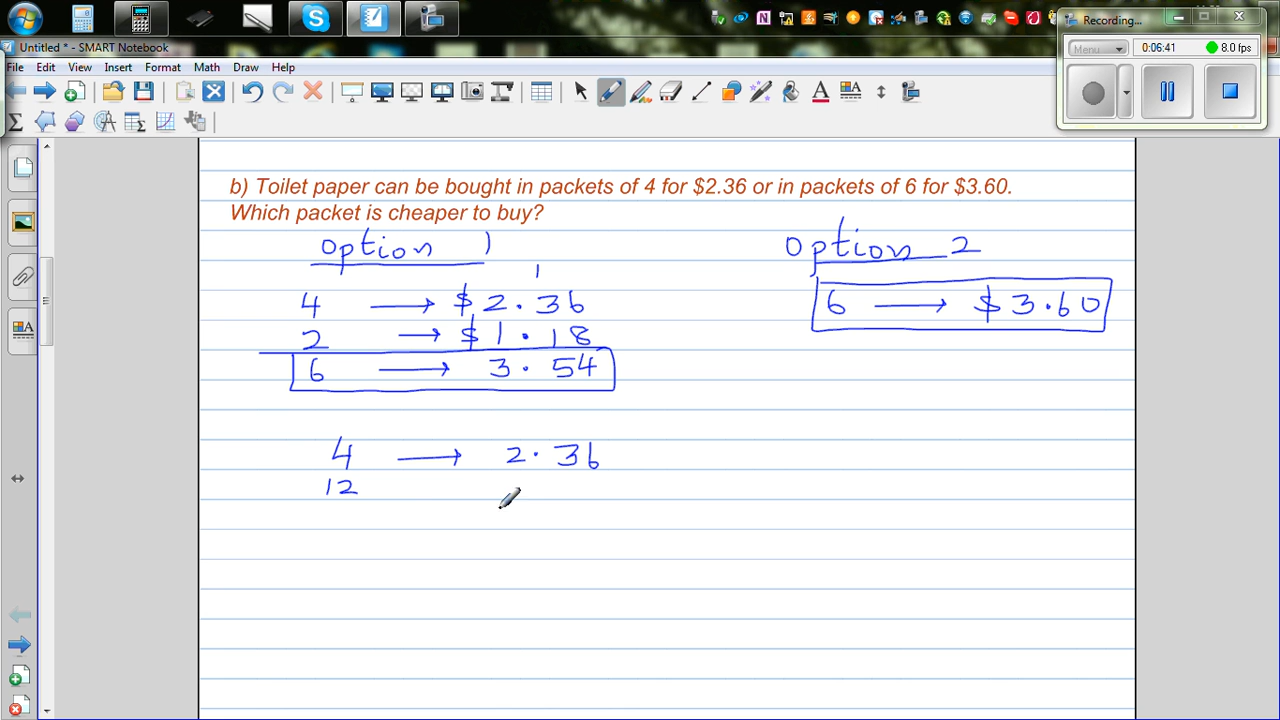 Recording...
Untitled * - SMART Notebook
Menu
0:06:41
8.0 fps
File Edit View Insert Format Math Draw Help
b) Toilet paper can be bought in packets of 4 for $2.36 or in packets of 6 for $3.60.
Which packet is cheaper to buy?
Option 1
1
4 → $2.36
2 → $1.18
6 → 3.54
4 → 2.36
12
Option 2
6 → $3.60